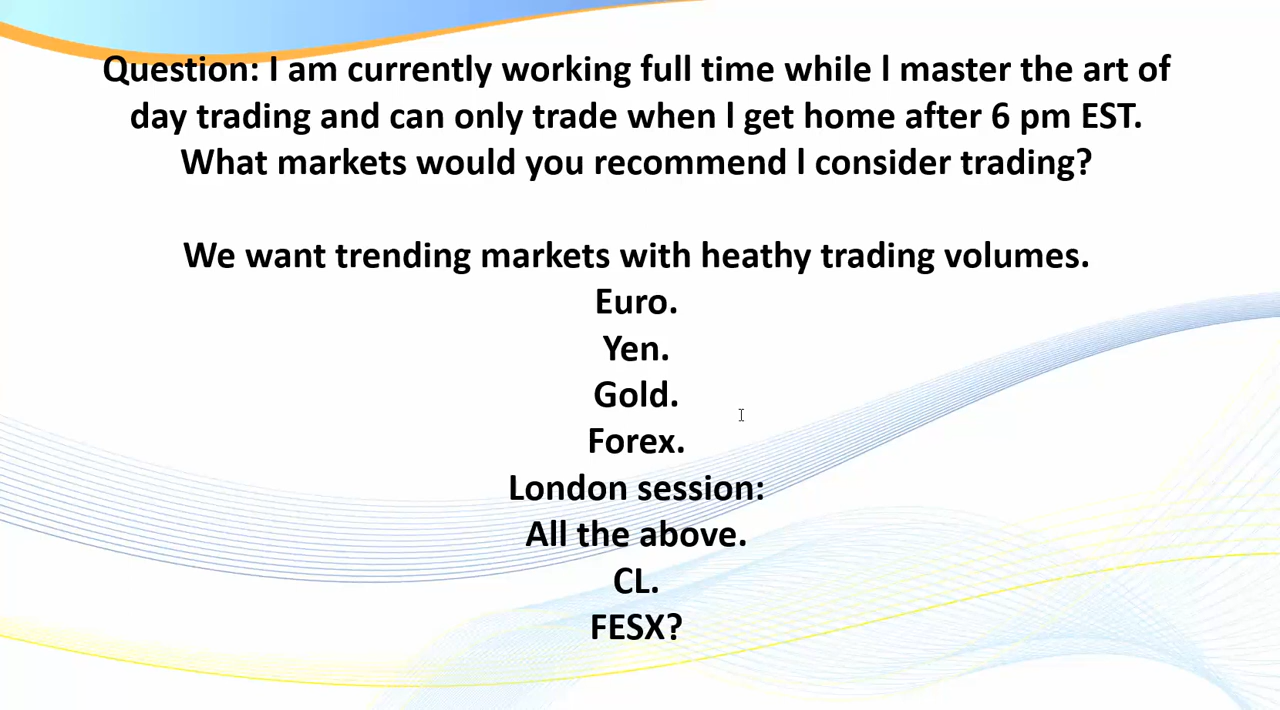 Question: I am currently working full time while l master the art of
day trading and can only trade when l get home after 6 pm EST.
What markets would you recommend l consider trading?
We want trending markets with heathy trading volumes.
Euro.
Yen.
Gold.
Forex.
London session:
All the above.
CL.
FESX?